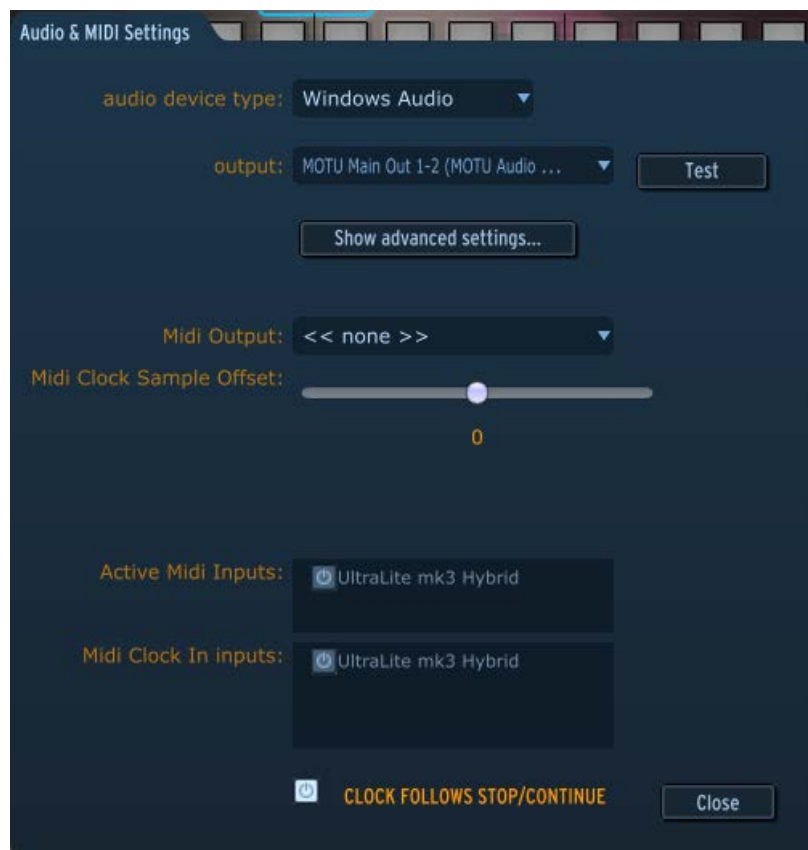 Audio & MIDI Settings
audio device type: Windows Audio
output: MOTU Main Out 1-2 (MOTU Audio ... Test
Show advanced settings...
Midi Output: << none >>
Midi Clock Sample Offset:
0
Active Midi Inputs: UltraLite mk3 Hybrid
Midi Clock In inputs: UltraLite mk3 Hybrid
CLOCK FOLLOWS STOP/CONTINUE Close